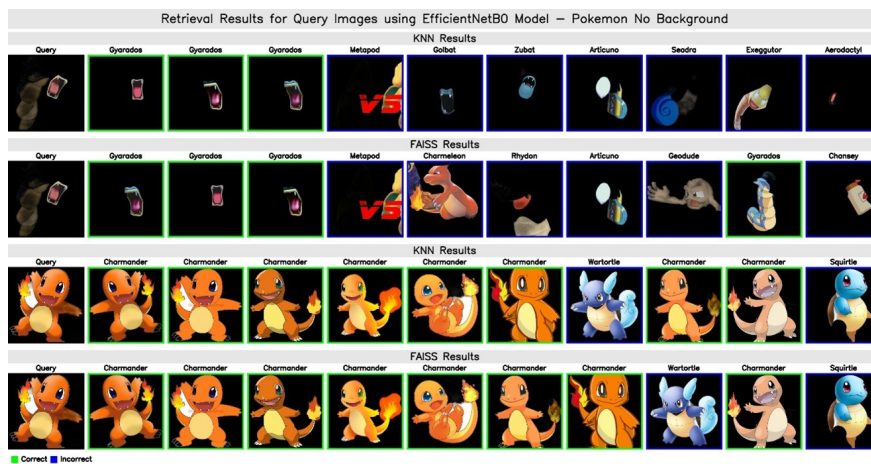 Retrieval Results for Query Images using EfficientNetB0 Model – Pokemon No Background
KNN Results
Query Gyarados Gyarados Gyarados Metapod Golbat Zubat Articuno Seadra Exeggutor Aerodactyl
VS
FAISS Results
Query Gyarados Gyarados Gyarados Metapod Charmeleon Rhydon Articuno Geodude Gyarados Chansey
VS
KNN Results
Query Charmander Charmander Charmander Charmander Charmander Charmander Wartortle Charmander Charmander Squirtle
FAISS Results
Query Charmander Charmander Charmander Charmander Charmander Charmander Charmander Wartortle Charmander Squirtle
Correct Incorrect